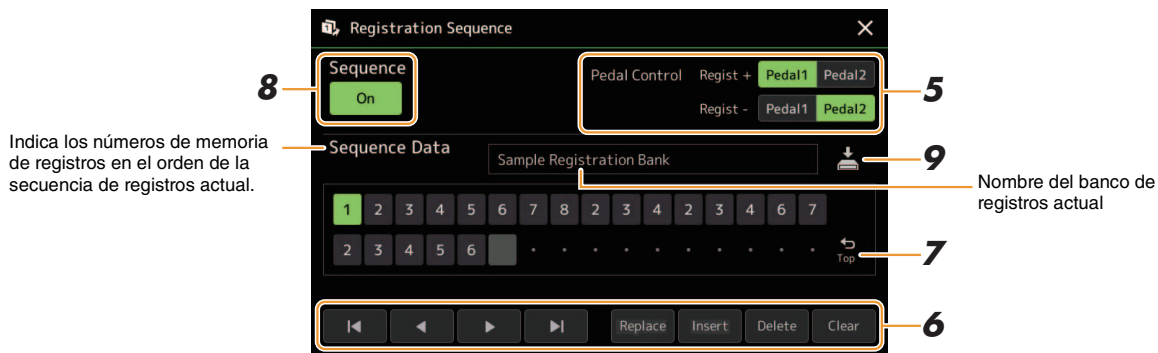 Registration Sequence
Sequence
On
8
Pedal Control Regist + Pedal1 Pedal2
Regist - Pedal1 Pedal2
5
Indica los números de memoria
de registros en el orden de la
secuencia de registros actual.
Sequence Data
Sample Registration Bank
9
Nombre del banco de
registros actual
1 2 3 4 5 6 7 8 2 3 4 2 3 4 6 7
2 3 4 5 6
Top
7
Replace Insert Delete Clear
6